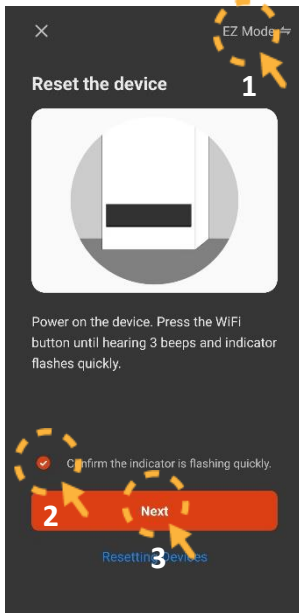 EZ Mode ⇋
1
Reset the device
Power on the device. Press the WiFi
button until hearing 3 beeps and indicator
flashes quickly.
Confirm the indicator is flashing quickly.
2
Next
Resetting Devices
3